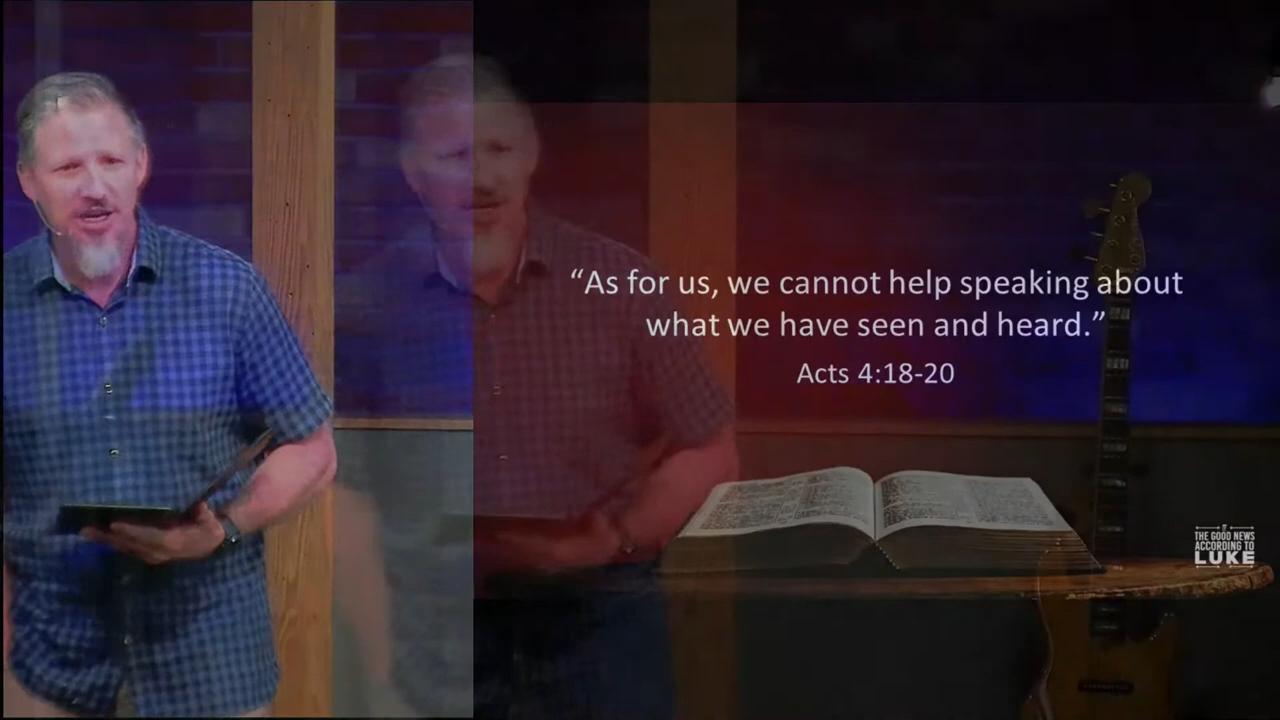 “As for us, we cannot help speaking about
what we have seen and heard.”
Acts 4:18-20
THE GOOD NEWS
ACCORDING TO
LUKE